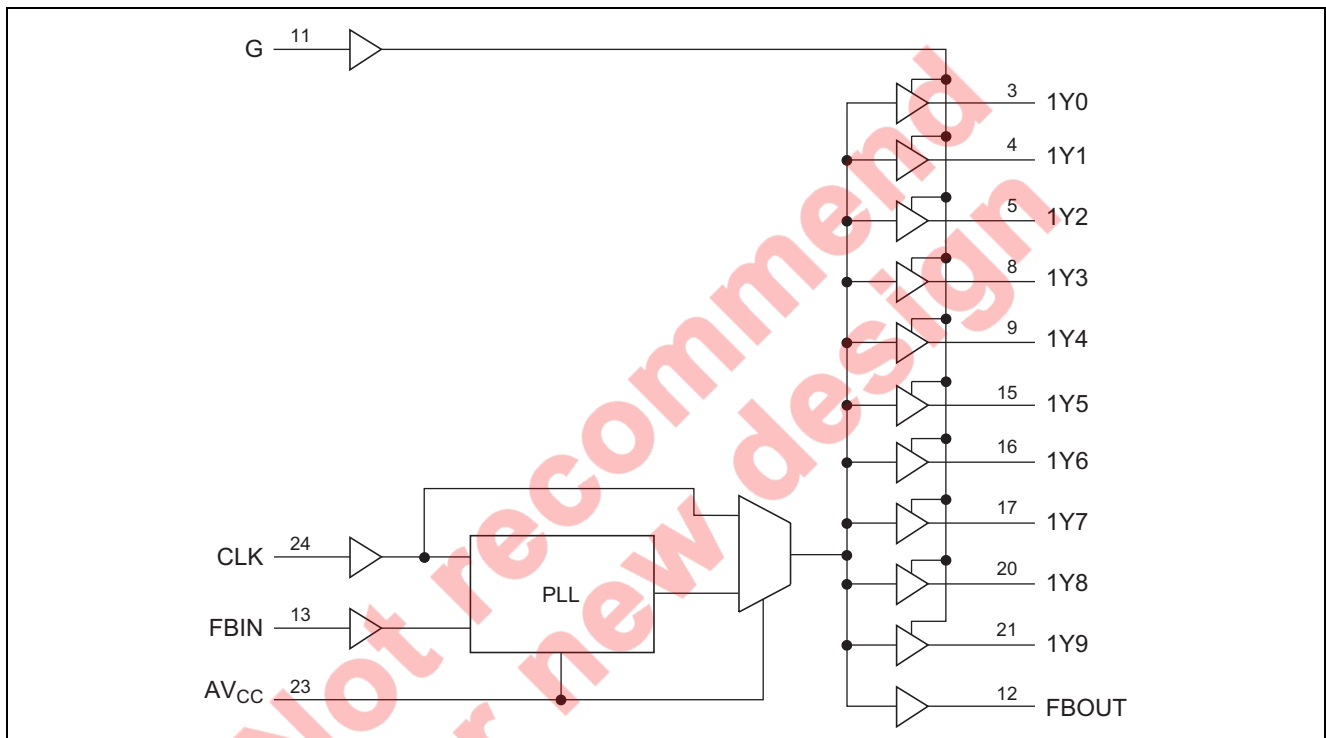 G 11
3 1Y0
4 1Y1
5 1Y2
8 1Y3
9 1Y4
15 1Y5
16 1Y6
17 1Y7
CLK 24
PLL
20 1Y8
FBIN 13
21 1Y9
AVCC 23
12 FBOUT
Not recommend
r new design